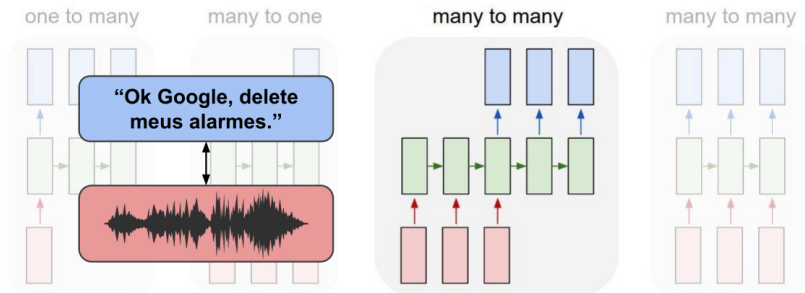 one to many
many to one
many to many
many to many
“Ok Google, delete
meus alarmes.”